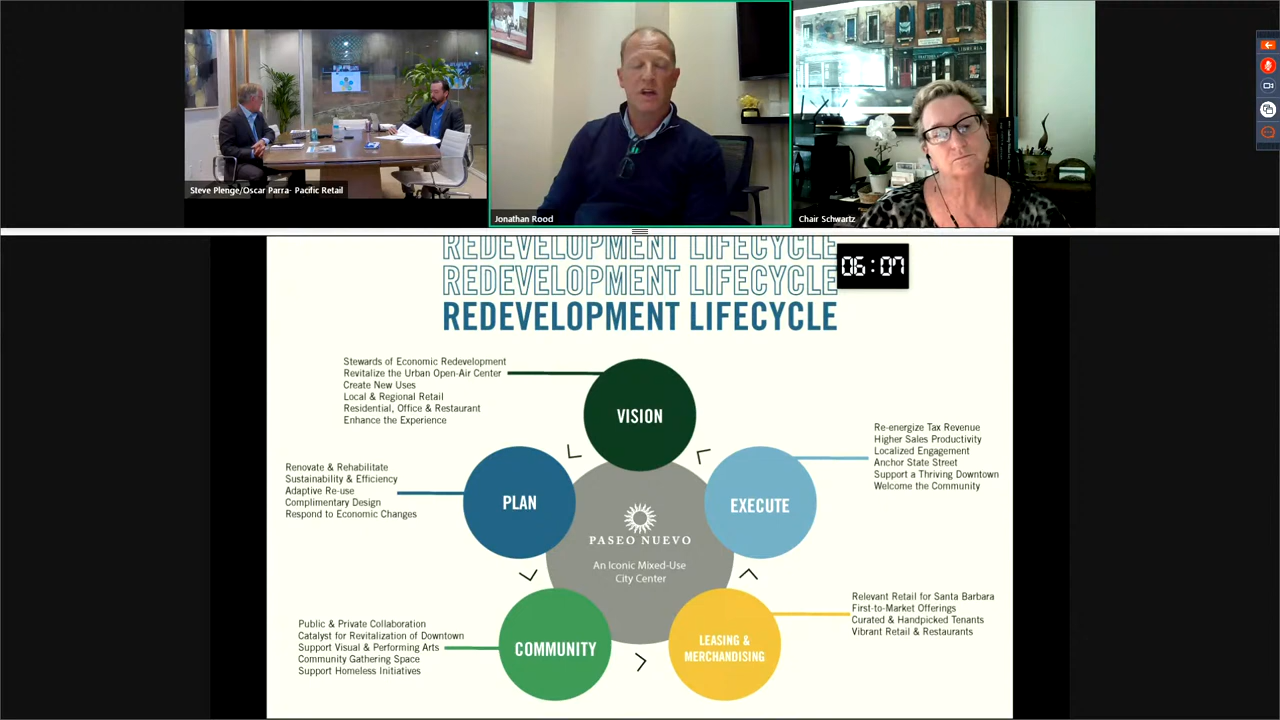 LIBRERIA
Steve Plenge/Oscar Parra- Pacific Retail
Jonathan Rood
Chair Schwartz
REDEVELOPMENT LIFECYCLE
REDEVELOPMENT LIFECYCLE
REDEVELOPMENT LIFECYCLE
06:07
Stewards of Economic Redevelopment
Revitalize the Urban Open-Air Center
Create New Uses
Local & Regional Retail
Residential, Office & Restaurant
Enhance the Experience
VISION
Re-energize Tax Revenue
Higher Sales Productivity
Localized Engagement
Anchor State Street
Support a Thriving Downtown
Welcome the Community
Renovate & Rehabilitate
Sustainability & Efficiency
Adaptive Re-use
Complimentary Design
Respond to Economic Changes
PLAN
EXECUTE
PASEO NUEVO
An Iconic Mixed-Use
City Center
Relevant Retail for Santa Barbara
First-to-Market Offerings
Curated & Handpicked Tenants
Vibrant Retail & Restaurants
Public & Private Collaboration
Catalyst for Revitalization of Downtown
Support Visual & Performing Arts
Community Gathering Space
Support Homeless Initiatives
COMMUNITY
LEASING &
MERCHANDISING